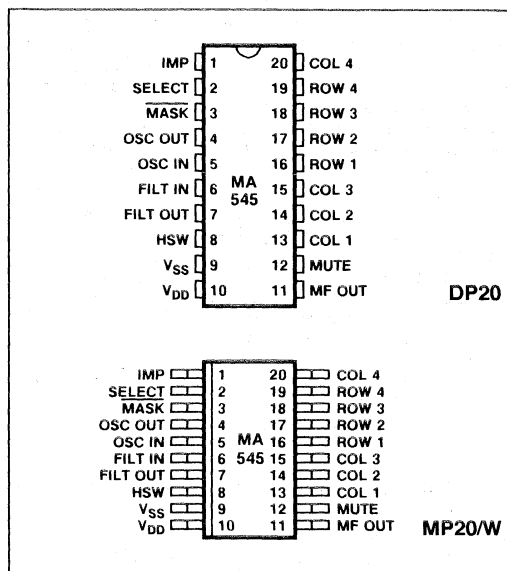 IMP 1 20 COL 4
SELECT 2 19 ROW 4
MASK 3 18 ROW 3
OSC OUT 4 17 ROW 2
OSC IN 5 16 ROW 1
FILT IN 6 MA 545 15 COL 3
FILT OUT 7 14 COL 2
HSW 8 13 COL 1
VSS 9 12 MUTE
VDD 10 11 MF OUT
DP20
IMP 1 20 COL 4
SELECT 2 19 ROW 4
MASK 3 18 ROW 3
OSC OUT 4 17 ROW 2
OSC IN 5 MA 16 ROW 1
FILT IN 6 545 15 COL 3
FILT OUT 7 14 COL 2
HSW 8 13 COL 1
VSS 9 12 MUTE
VDD 10 11 MF OUT
MP20/W